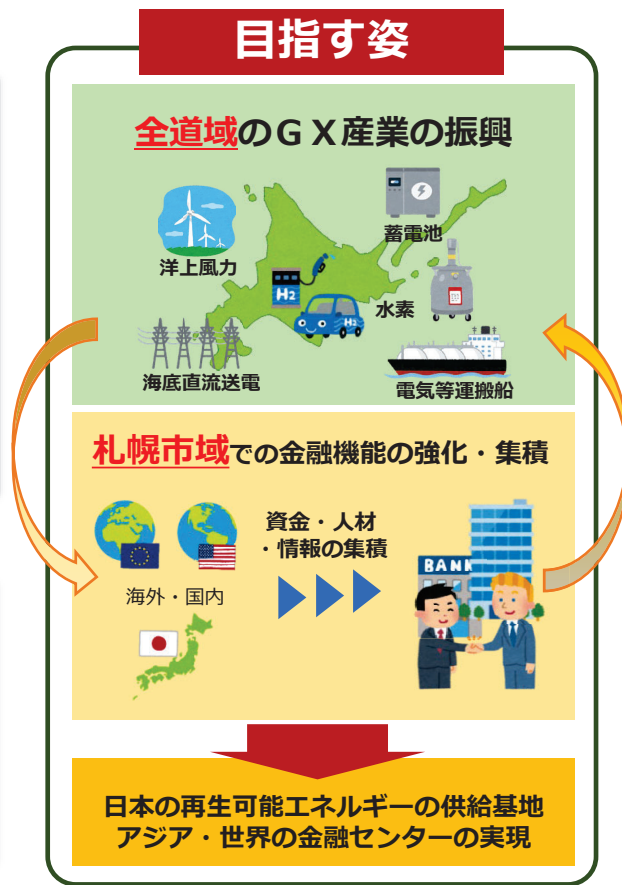 目指す姿
全道域のGX産業の振興
洋上風力
蓄電池
H2
水素
H2
海底直流送電
電気等運搬船
札幌市域での金融機能の強化・集積
資金・人材
・情報の集積
BANK
海外・国内
日本の再生可能エネルギーの供給基地
アジア・世界の金融センターの実現